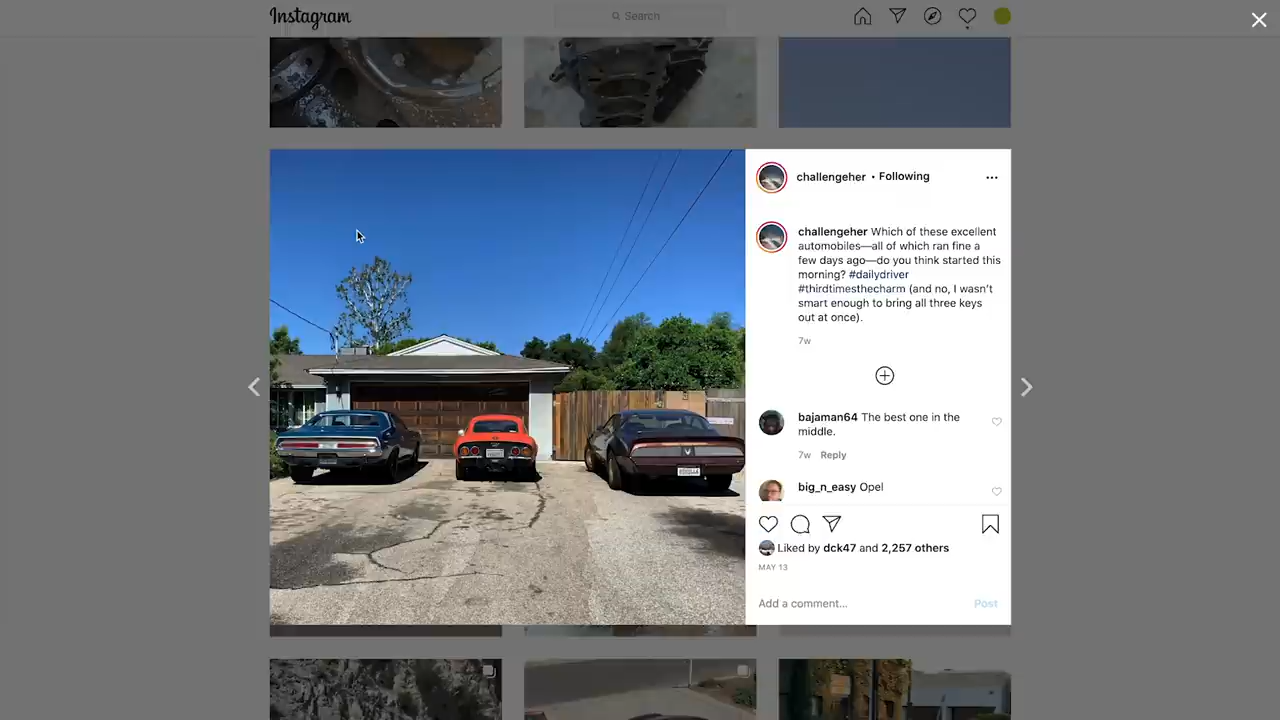 Instagram
Search
challengeher • Following
challengeher Which of these excellent
automobiles—all of which ran fine a
few days ago—do you think started this
morning? #dailydriver
#thirdtimesthecharm (and no, I wasn't
smart enough to bring all three keys
out at once).
7w
bajaman64 The best one in the
middle.
7w Reply
big_n_easy Opel
Liked by dck47 and 2,257 others
MAY 13
Add a comment... Post